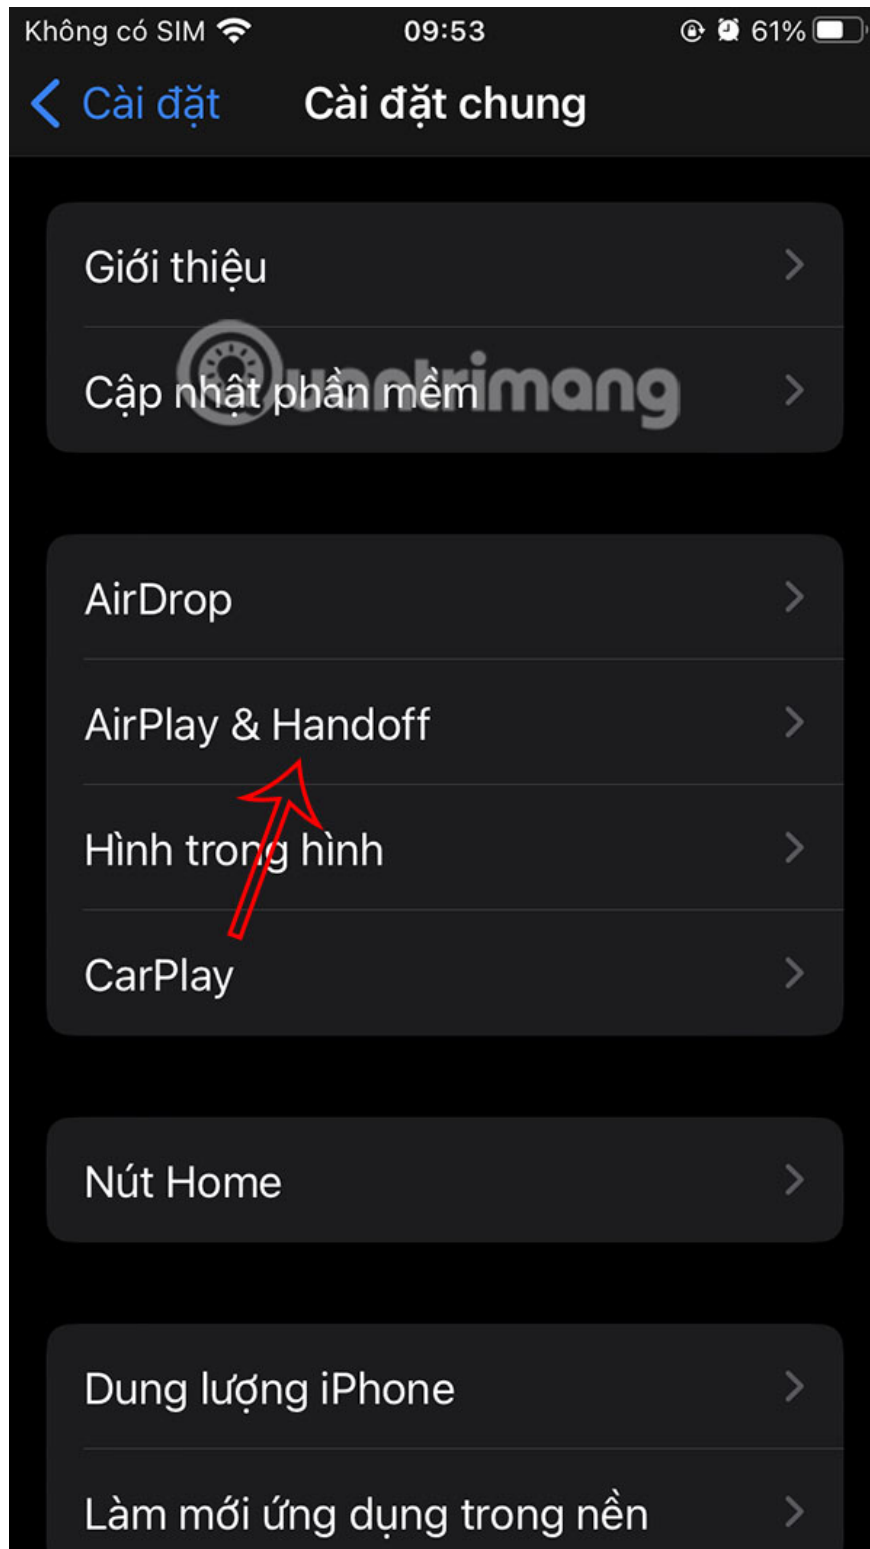 Không có SIM 09:53 61%
Cài đặt Cài đặt chung
Giới thiệu
Quantrimang
Cập nhật phần mềm
AirDrop
AirPlay & Handoff
Hình trong hình
CarPlay
Nút Home
Dung lượng iPhone
Làm mới ứng dụng trong nền